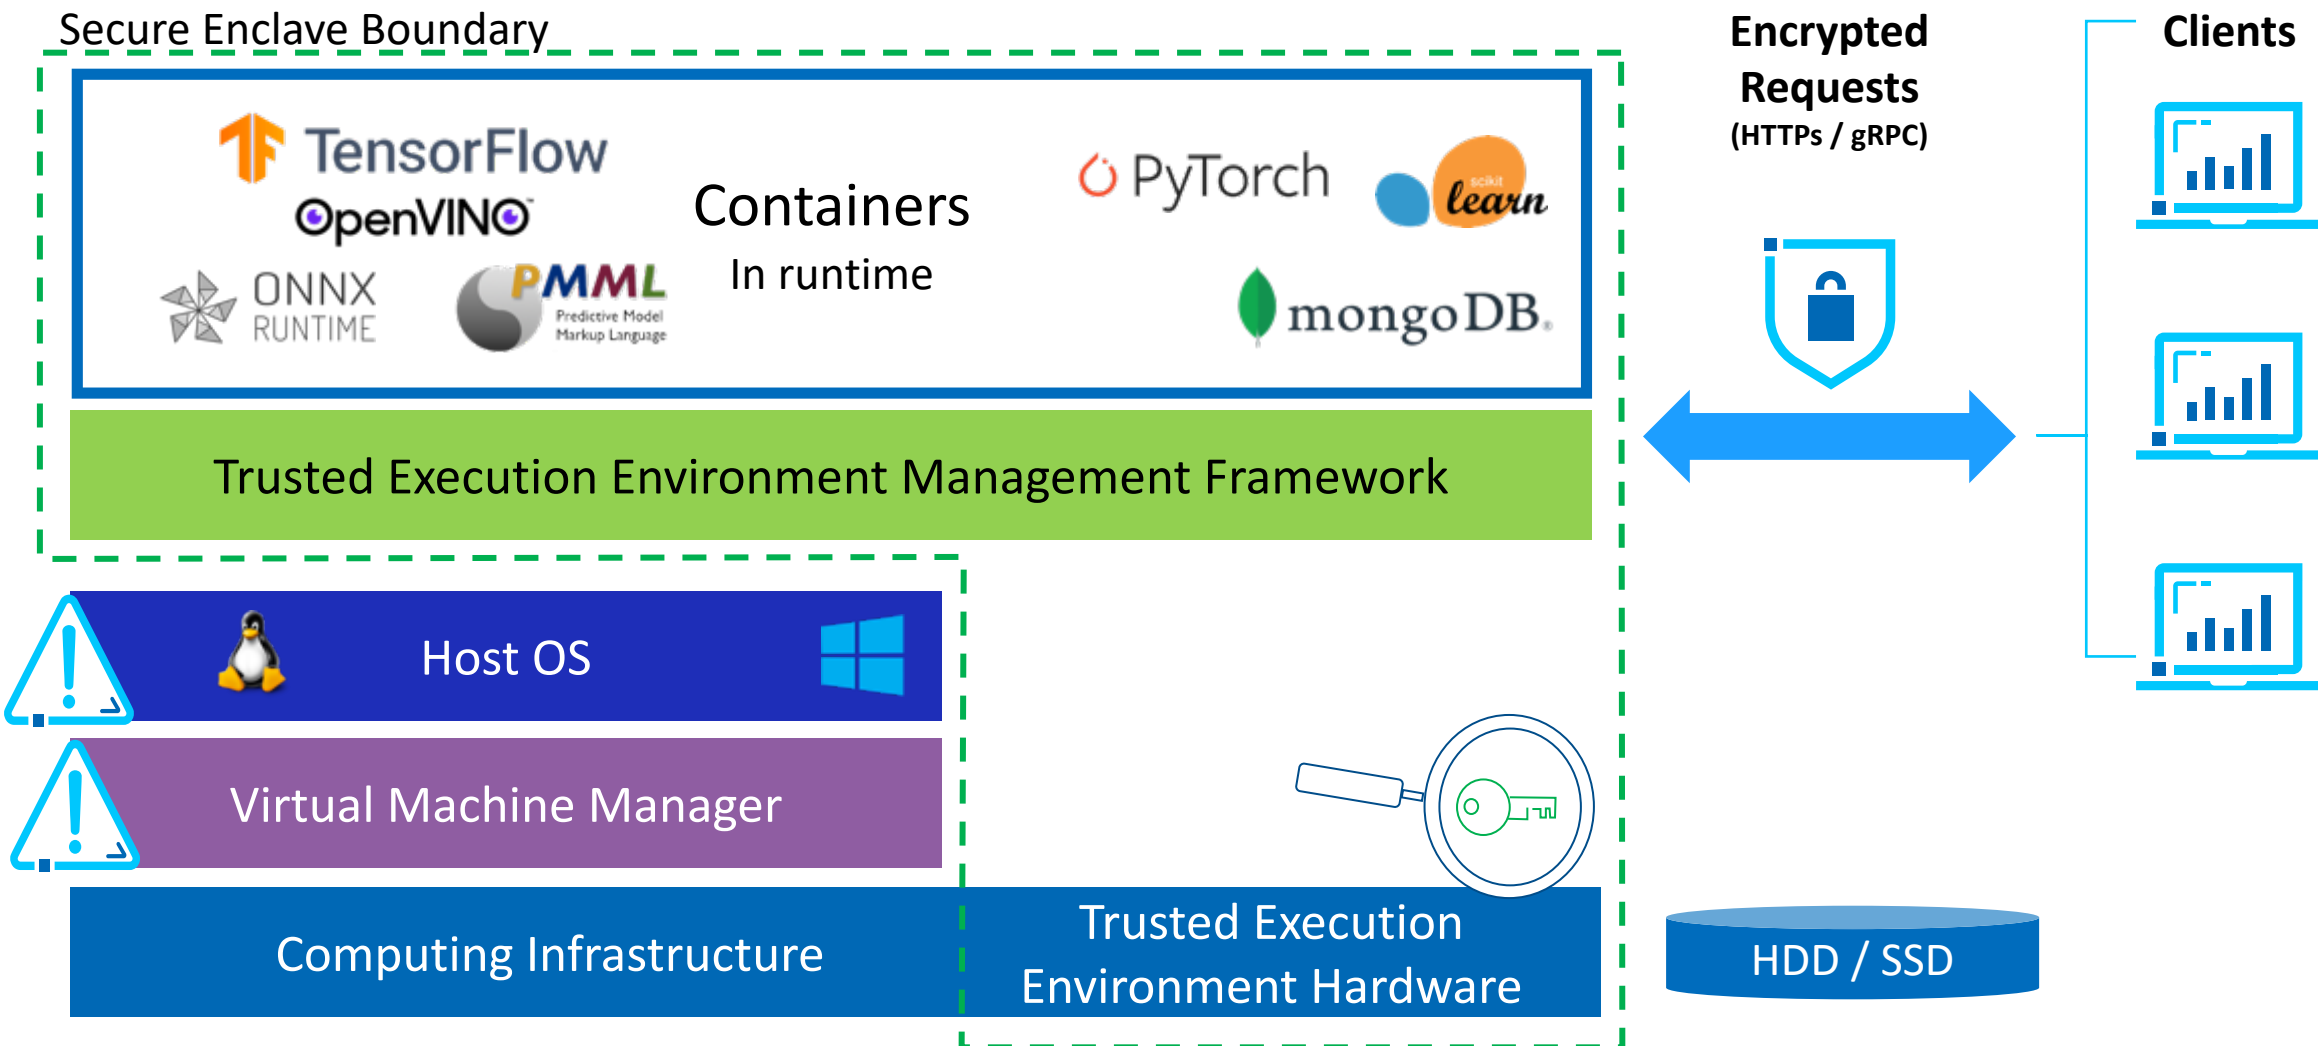 Secure Enclave Boundary
TensorFlow
OpenVINO™
ONNX
RUNTIME
PMML
Predictive Model
Markup Language
Containers
In runtime
PyTorch
scikit
learn
mongoDB®
Trusted Execution Environment Management Framework
Host OS
Virtual Machine Manager
Computing Infrastructure
Trusted Execution
Environment Hardware
Encrypted
Requests
(HTTPs / gRPC)
Clients
HDD / SSD